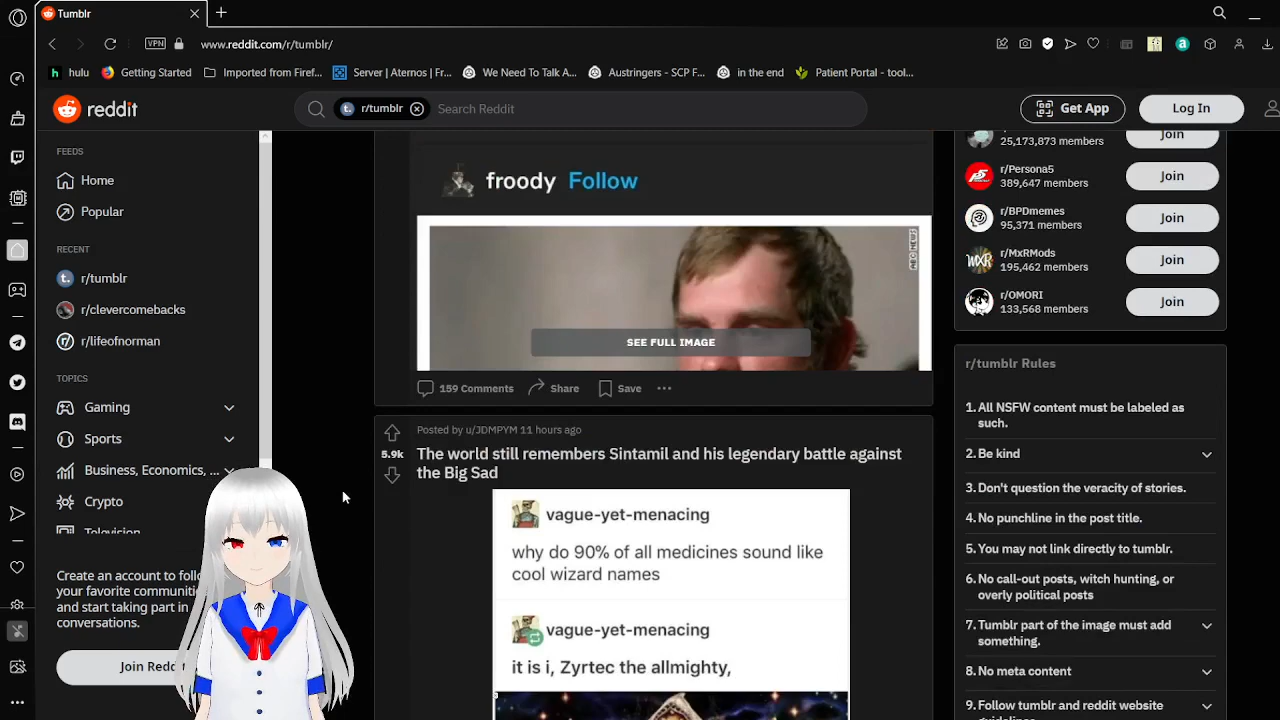 Tumblr
VPN
www.reddit.com/r/tumblr/
h hulu
Getting Started
Imported from Firef...
Server | Aternos | Fr...
We Need To Talk A...
Austringers - SCP F...
in the end
Patient Portal - tool...
reddit
r/tumblr
Search Reddit
Get App
Log In
FEEDS
Home
Popular
RECENT
r/tumblr
r/clevercomebacks
r/lifeofnorman
TOPICS
Gaming
Sports
Business, Economics, ...
Crypto
Television
Create an account to follo
your favorite communiti
and start taking part in
conversations.
Join Reddit
froody Follow
ABC NEWS
SEE FULL IMAGE
159 Comments
Share
Save
Posted by u/JDMPYM 11 hours ago
5.9k
The world still remembers Sintamil and his legendary battle against
the Big Sad
vague-yet-menacing
why do 90% of all medicines sound like
cool wizard names
vague-yet-menacing
it is i, Zyrtec the allmighty,
25,173,873 members
Join
r/Persona5
389,647 members
Join
r/BPDmemes
95,371 members
Join
MXR
r/MxRMods
195,462 members
Join
r/OMORI
133,568 members
Join
r/tumblr Rules
1. All NSFW content must be labeled as
such.
2. Be kind
3. Don't question the veracity of stories.
4. No punchline in the post title.
5. You may not link directly to tumblr.
6. No call-out posts, witch hunting, or
overly political posts
7. Tumblr part of the image must add
something.
8. No meta content
9. Follow tumblr and reddit website
guidelines